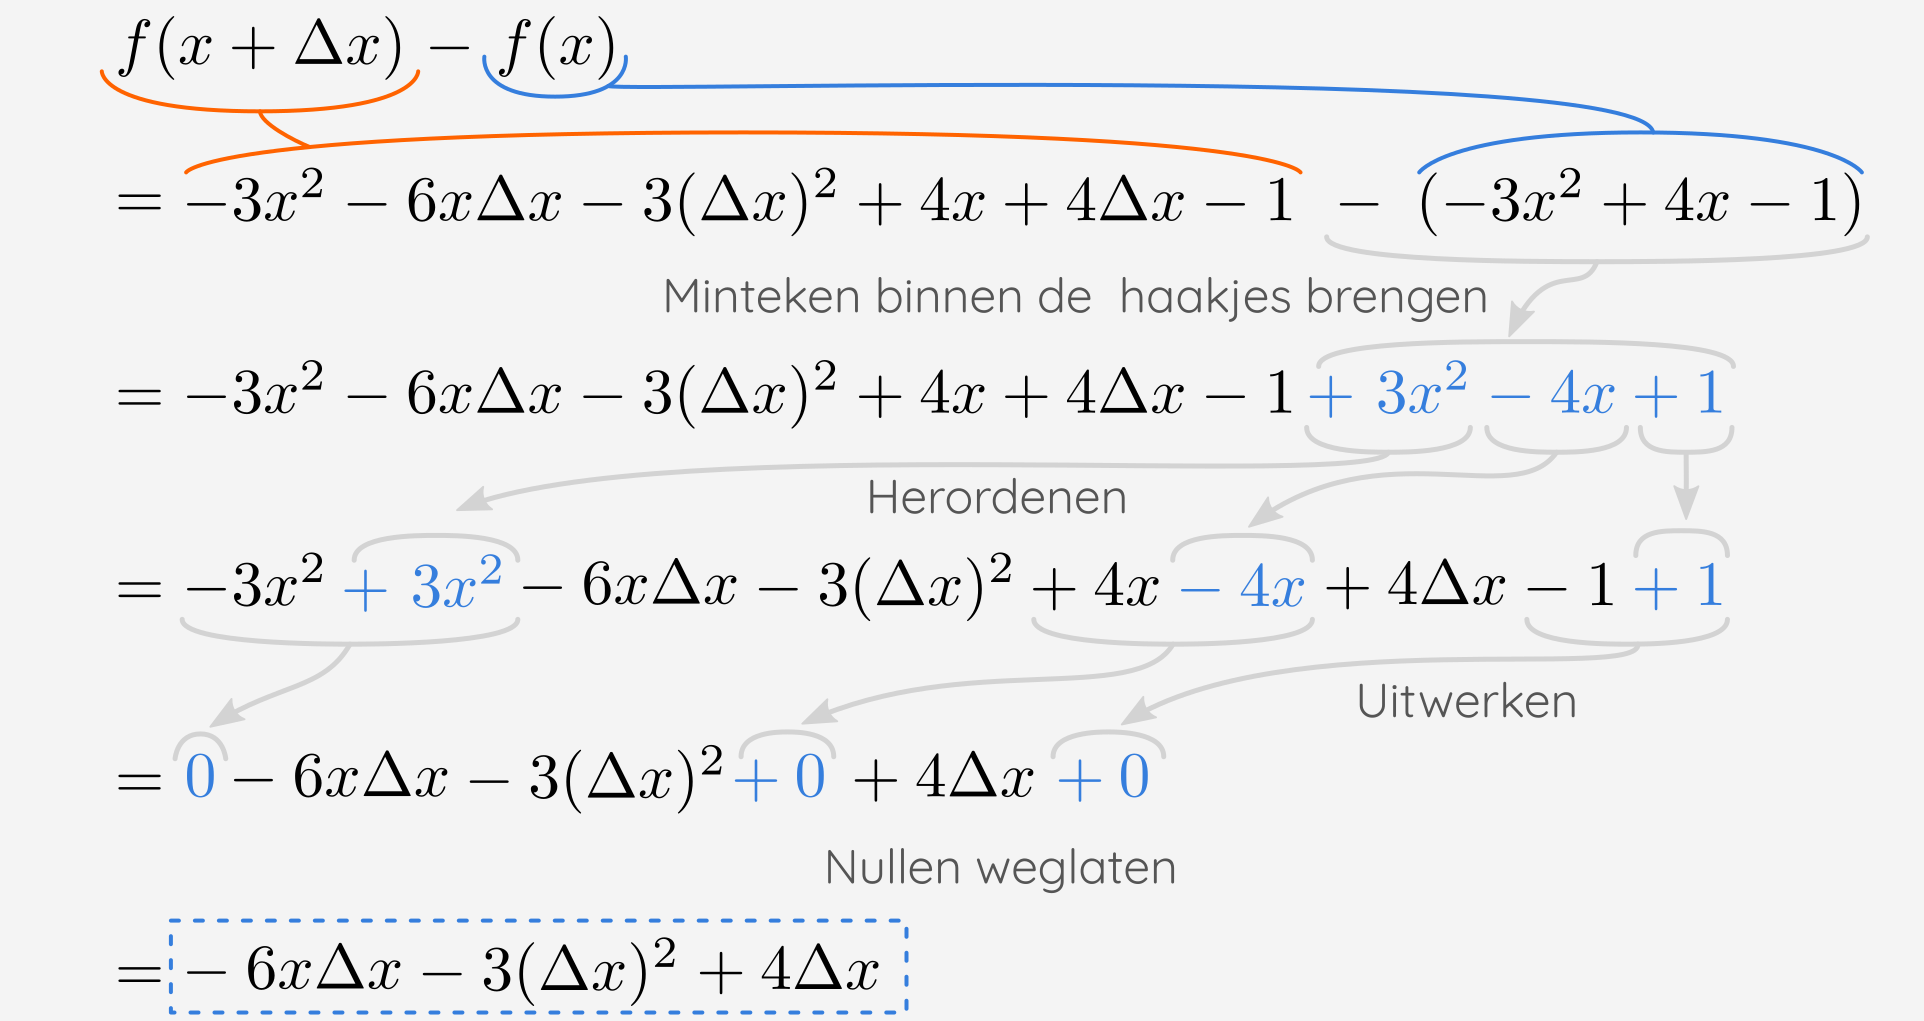 f(x + Δx) − f(x)
= −3x² − 6xΔx − 3(Δx)² + 4x + 4Δx − 1 − (−3x² + 4x − 1)
Minteken binnen de haakjes brengen
= −3x² − 6xΔx − 3(Δx)² + 4x + 4Δx − 1 + 3x² − 4x + 1
Herordenen
= −3x² + 3x² − 6xΔx − 3(Δx)² + 4x − 4x + 4Δx − 1 + 1
Uitwerken
= 0 − 6xΔx − 3(Δx)² + 0 + 4Δx + 0
Nullen weglaten
= − 6xΔx − 3(Δx)² + 4Δx